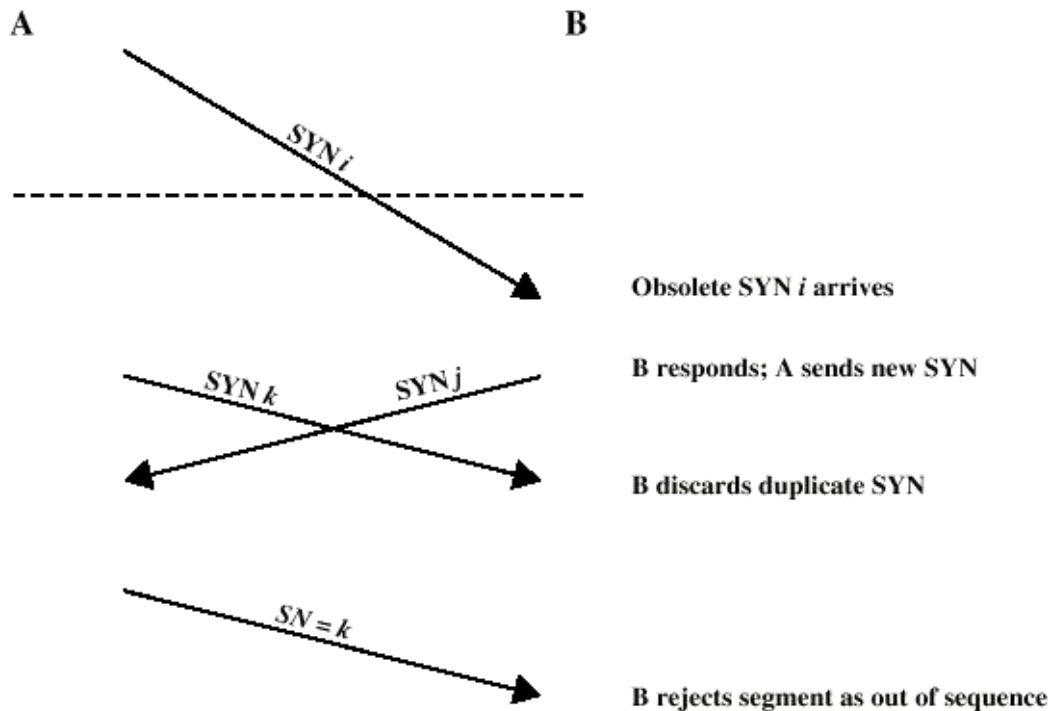 A
B
SYN i
Obsolete SYN i arrives
B responds; A sends new SYN
SYN k
SYN j
B discards duplicate SYN
SN = k
B rejects segment as out of sequence